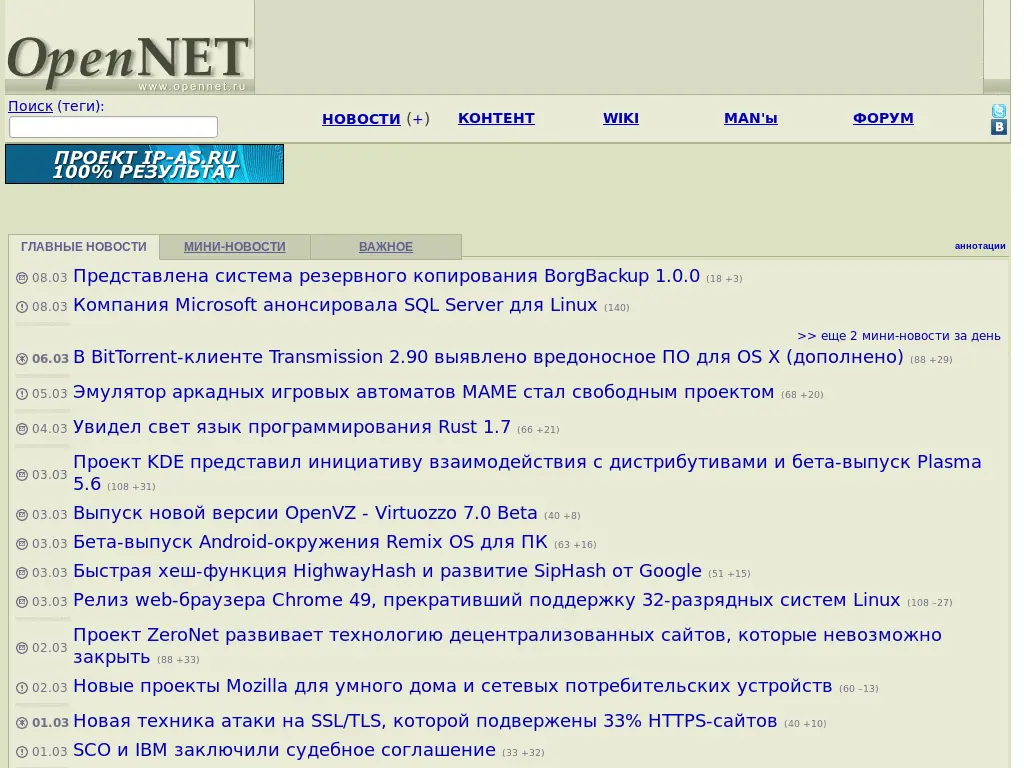 OpenNET
www.opennet.ru
Поиск (теги):
НОВОСТИ (+)
КОНТЕНТ
WIKI
MAN'ы
ФОРУМ
ПРОЕКТ IP-AS.RU
100% РЕЗУЛЬТАТ
ГЛАВНЫЕ НОВОСТИ
МИНИ-НОВОСТИ
ВАЖНОЕ
аннотации
08.03 Представлена система резервного копирования BorgBackup 1.0.0 (18 +3)
08.03 Компания Microsoft анонсировала SQL Server для Linux (140)
>> еще 2 мини-новости за день
06.03 В BitTorrent-клиенте Transmission 2.90 выявлено вредоносное ПО для OS X (дополнено) (88 +29)
05.03 Эмулятор аркадных игровых автоматов MAME стал свободным проектом (68 +20)
04.03 Увидел свет язык программирования Rust 1.7 (66 +21)
03.03 Проект KDE представил инициативу взаимодействия с дистрибутивами и бета-выпуск Plasma
5.6 (108 +31)
03.03 Выпуск новой версии OpenVZ - Virtuozzo 7.0 Beta (40 +8)
03.03 Бета-выпуск Android-окружения Remix OS для ПК (63 +16)
03.03 Быстрая хеш-функция HighwayHash и развитие SipHash от Google (51 +15)
03.03 Релиз web-браузера Chrome 49, прекративший поддержку 32-разрядных систем Linux (108 –27)
02.03 Проект ZeroNet развивает технологию децентрализованных сайтов, которые невозможно
закрыть (88 +33)
02.03 Новые проекты Mozilla для умного дома и сетевых потребительских устройств (60 –13)
01.03 Новая техника атаки на SSL/TLS, которой подвержены 33% HTTPS-сайтов (40 +10)
01.03 SCO и IBM заключили судебное соглашение (33 +32)